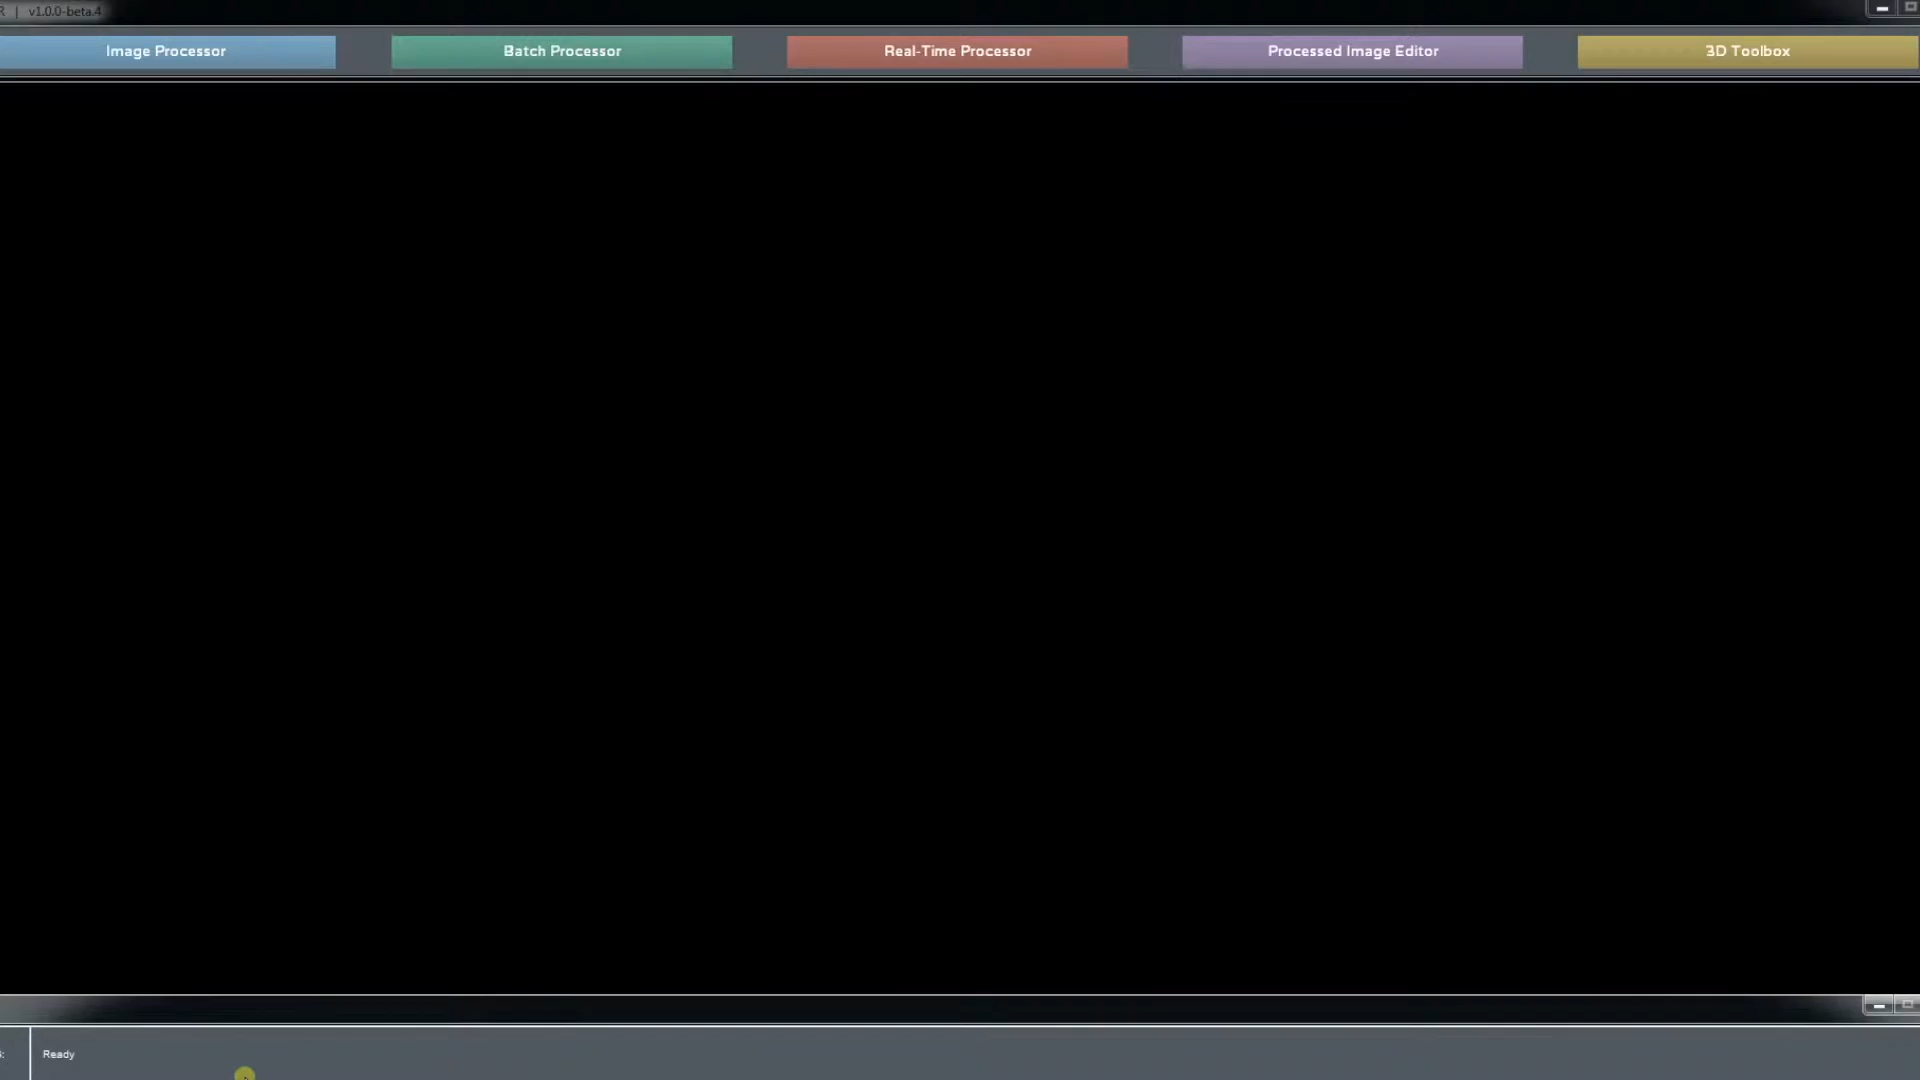 R | v1.0.0-beta.4
Image Processor
Batch Processor
Real-Time Processor
Processed Image Editor
3D Toolbox
Ready